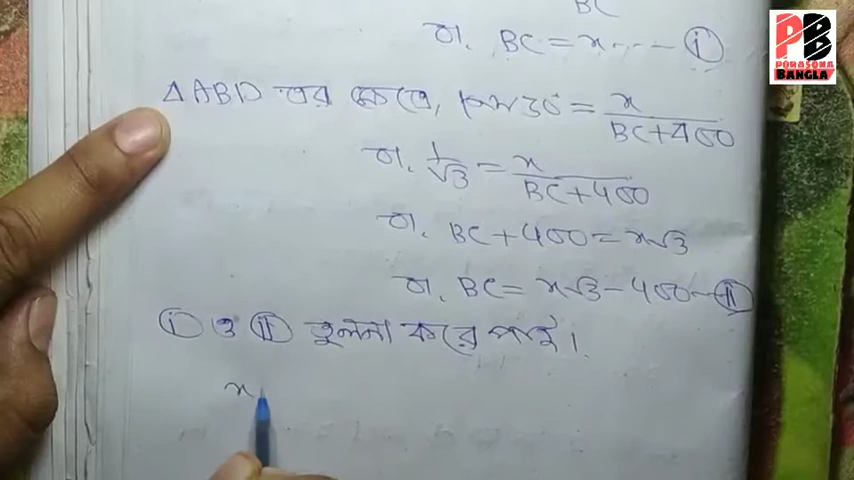 BC
বা, BC = x --- (i)
PB
PORASONA
BANGLA
△ABD এর ক্ষেত্রে, tan30° = x/(BC+400)
বা, 1/√3 = x/(BC+400)
বা, BC+400 = x√3
বা, BC = x√3 - 400 -- (ii)
(i) ও (ii) তুলনা করে পাই।
x